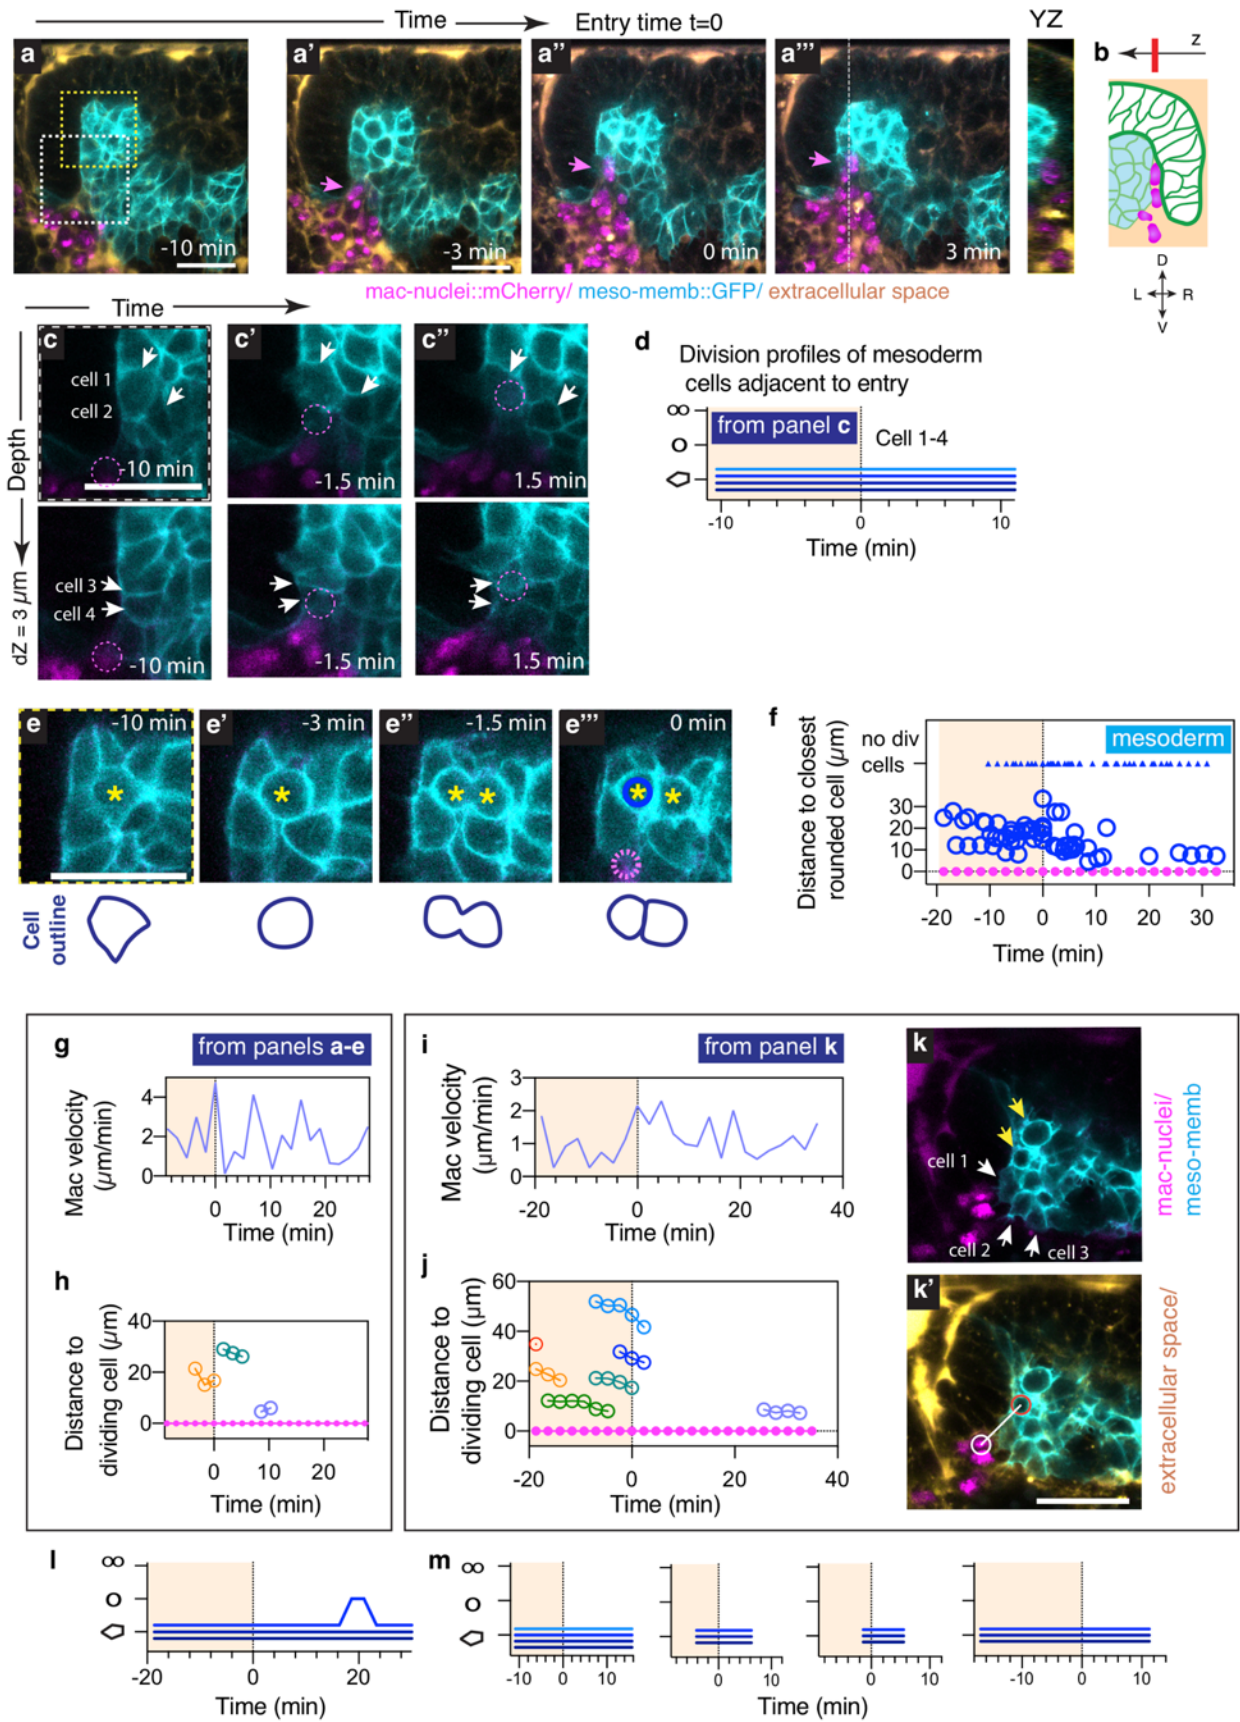 Time
Entry time t=0
YZ
a
a'
a''
a'''
b
z
-10 min
-3 min
0 min
3 min
D
L R
V
mac-nuclei::mCherry/ meso-memb::GFP/ extracellular space
Time
Depth
dZ = 3 µm
c
c'
c''
cell 1
cell 2
-10 min
-1.5 min
1.5 min
cell 3
cell 4
-10 min
-1.5 min
1.5 min
d
Division profiles of mesoderm
cells adjacent to entry
from panel c
Cell 1-4
-10 0 10
Time (min)
e
-10 min
e'
-3 min
e''
-1.5 min
e'''
0 min
*
*
* *
* *
Cell
outline
f
Distance to closest
rounded cell (µm)
no div
cells
mesoderm
30
20
10
0
-20 -10 0 10 20 30
Time (min)
g
from panels a-e
Mac velocity
(µm/min)
4
2
0
0 10 20
Time (min)
h
Distance to
dividing cell (µm)
40
20
0
0 10 20
Time (min)
i
from panel k
Mac velocity
(µm/min)
3
2
1
0
-20 0 20 40
Time (min)
j
Distance to
dividing cell (µm)
60
40
20
0
-20 0 20 40
Time (min)
k
cell 1
cell 2
cell 3
mac-nuclei/
meso-memb
k'
extracellular space/
l
-20 0 20
Time (min)
m
-10 0 10
0 10
0 10
-10 0 10
Time (min)